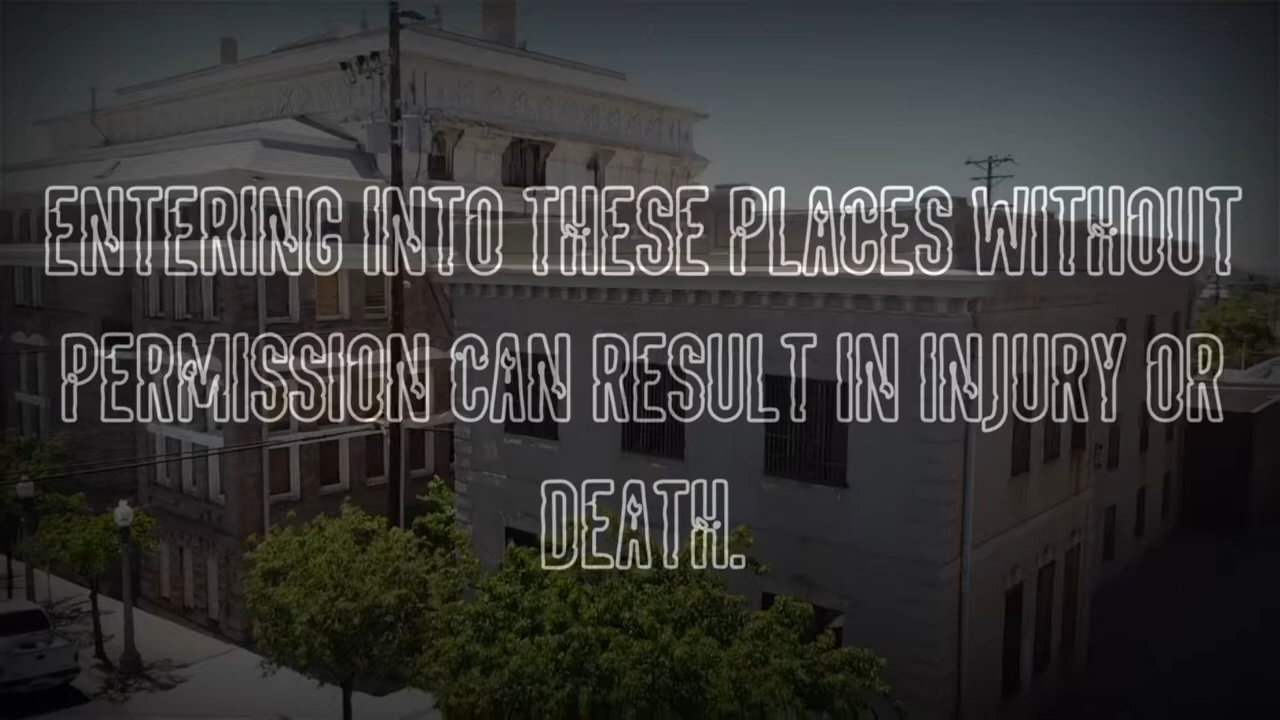 ENTERING INTO THESE PLACES WITHOUT
PERMISSION CAN RESULT IN INJURY OR
DEATH.